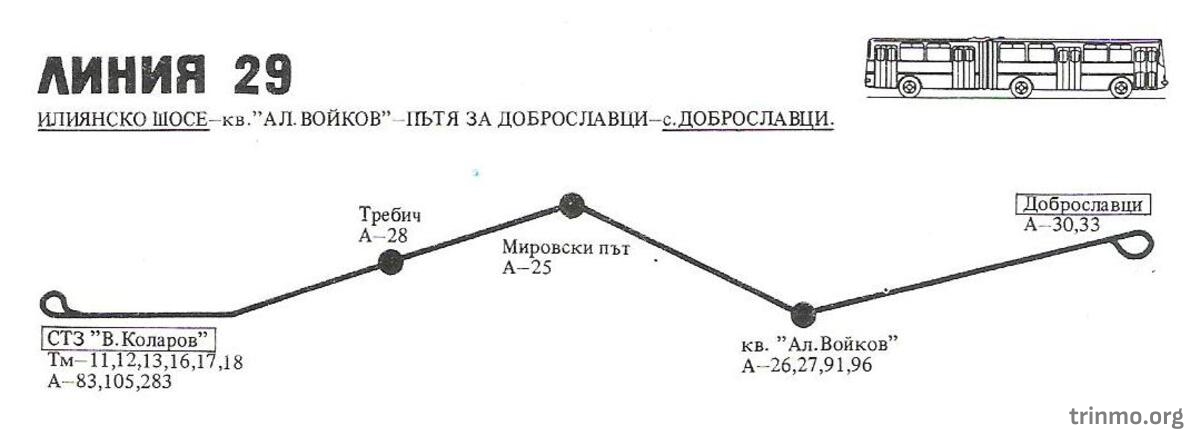 ЛИНИЯ 29
ИЛИЯНСКО ШОСЕ–кв."АЛ. ВОЙКОВ"–ПЪТЯ ЗА ДОБРОСЛАВЦИ–с.ДОБРОСЛАВЦИ.
Требич
А–28
Мировски път
А–25
Доброславци
А–30,33
СТЗ "В.Коларов"
Тм–11,12,13,16,17,18
А–83,105,283
кв. "Ал.Войков"
А–26,27,91,96
trinmo.org